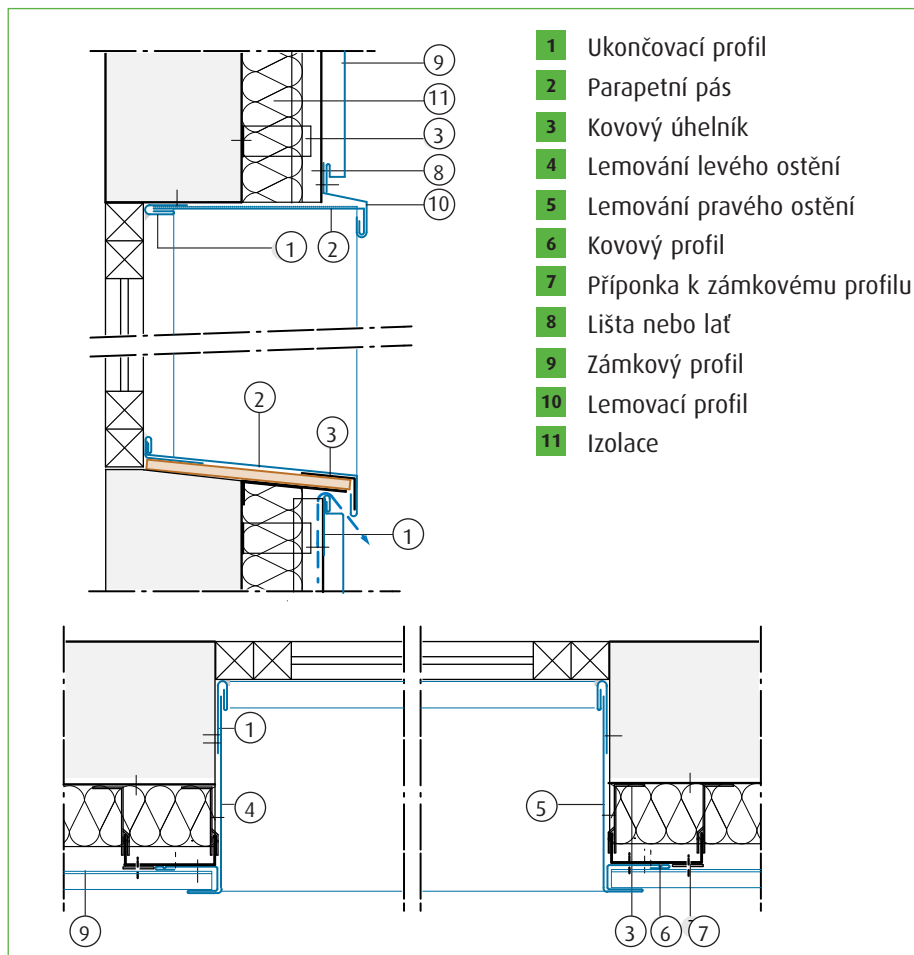 1 Ukončovací profil
2 Parapetní pás
3 Kovový úhelník
4 Lemování levého ostění
5 Lemování pravého ostění
6 Kovový profil
7 Příponka k zámkovému profilu
8 Lišta nebo lať
9 Zámkový profil
10 Lemovací profil
11 Izolace
9
11
3
8
10
1 2
2
3
1
1
4 5
9 3 6 7